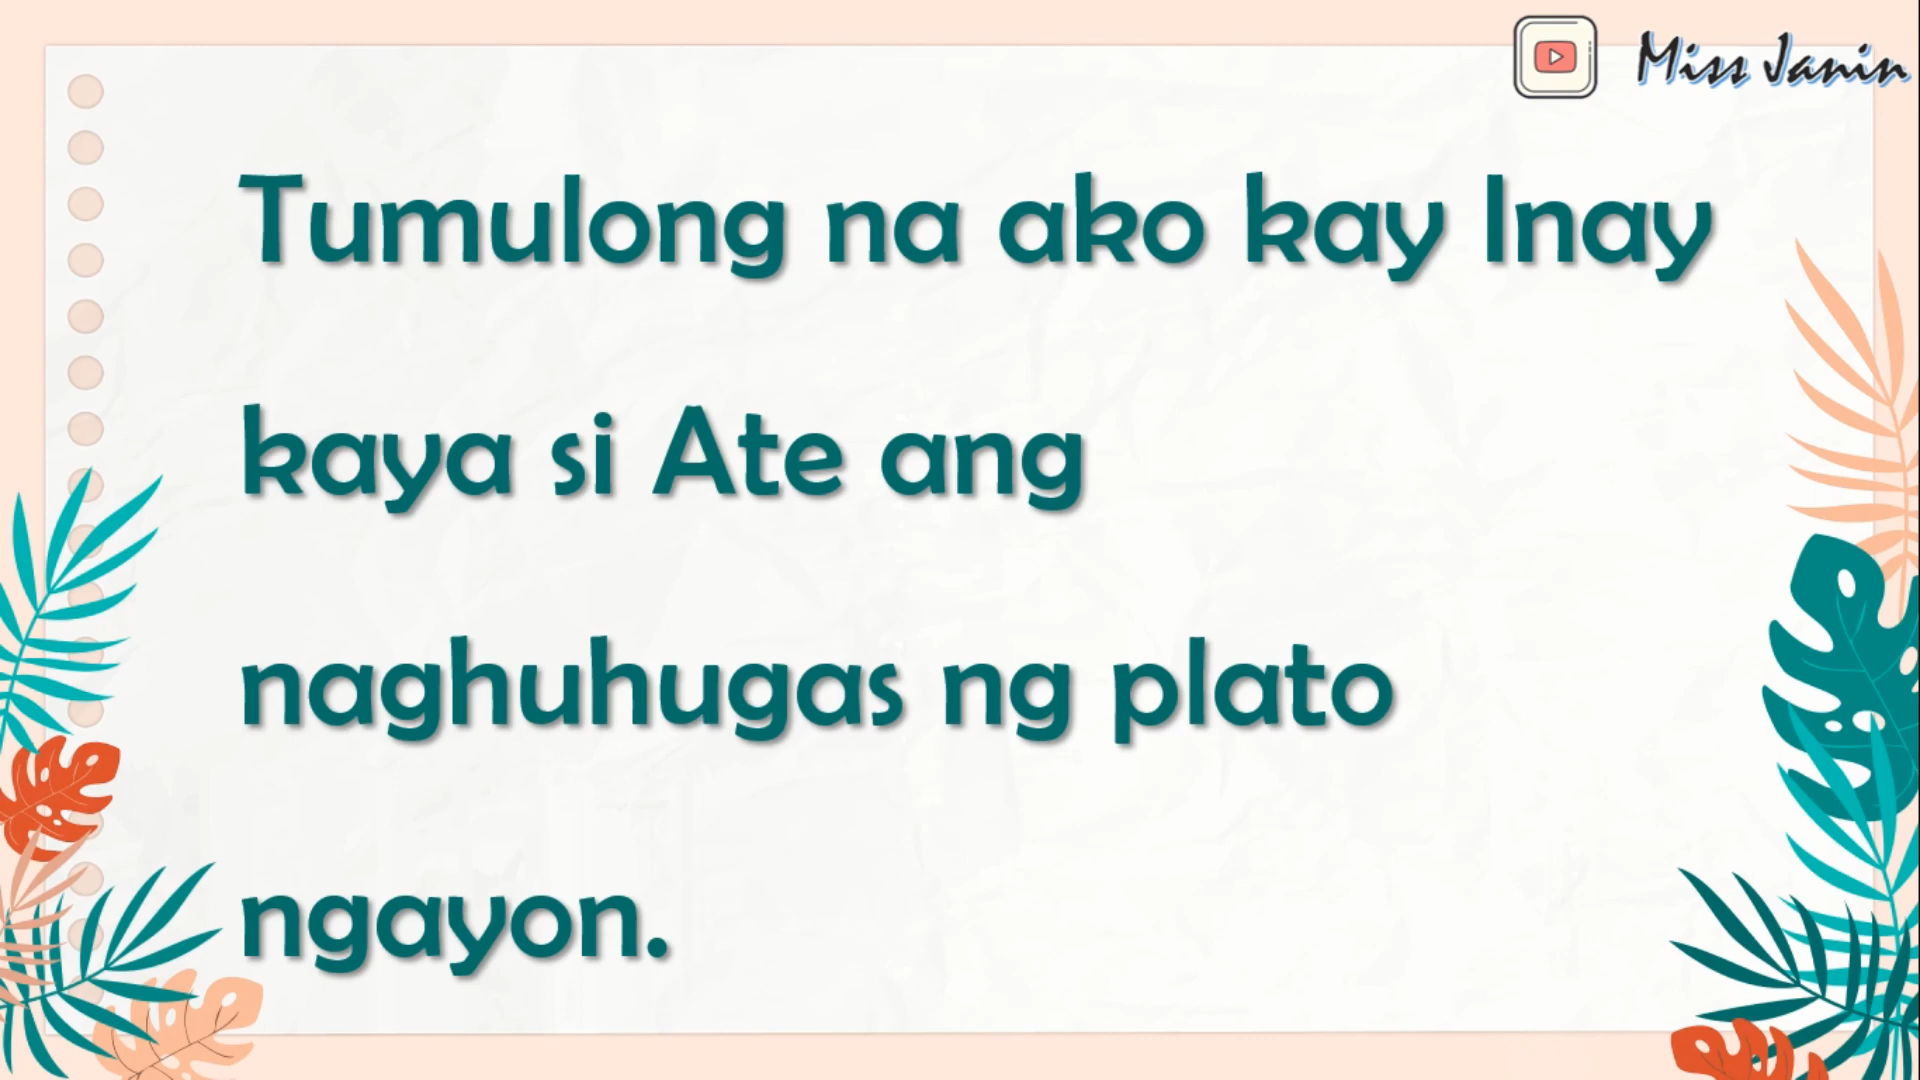 Miss Janin
Tumulong na ako kay Inay
kaya si Ate ang
naghuhugas ng plato
ngayon.